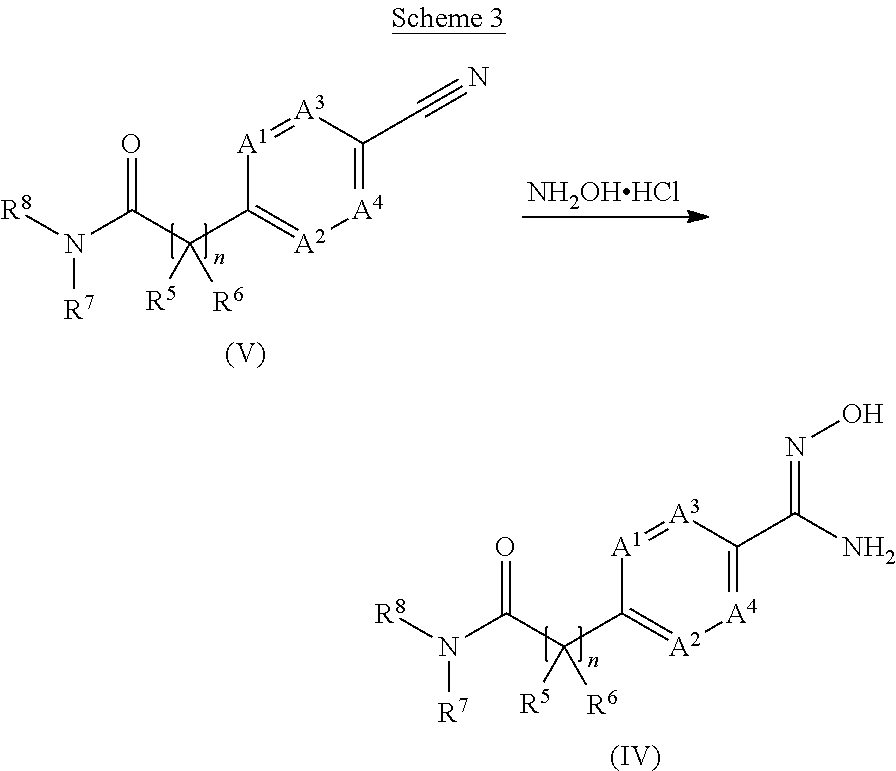 Scheme 3
N
A¹ A³
O
R⁸
A⁴
N
n
A²
R⁷
R⁵ R⁶
(V)
NH₂OH•HCl
OH
N
A³
A¹
O
NH₂
R⁸
A⁴
N
n
A²
R⁷
R⁵ R⁶
(IV)